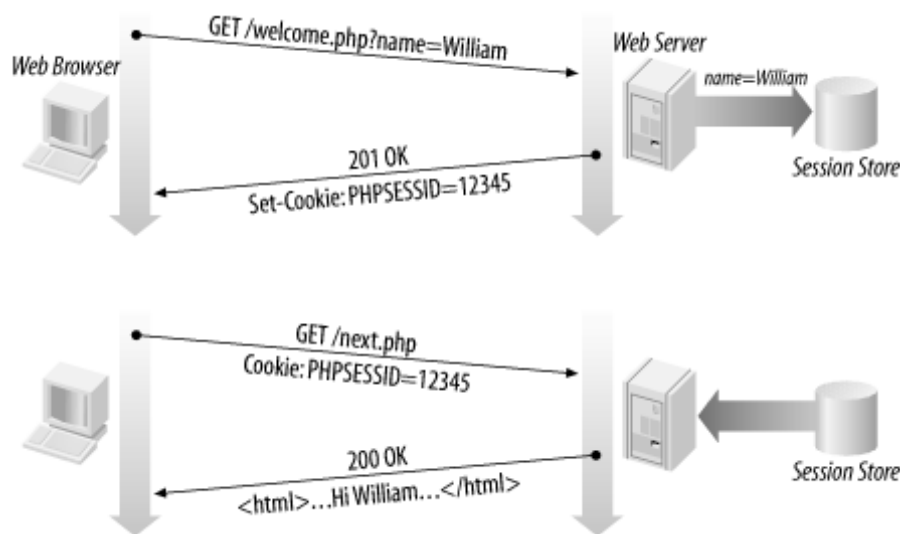 GET /welcome.php?name=William
Web Server
Web Browser
name=William
201 OK
Set-Cookie: PHPSESSID=12345
Session Store
GET /next.php
Cookie: PHPSESSID=12345
200 OK
<html>...Hi William...</html>
Session Store